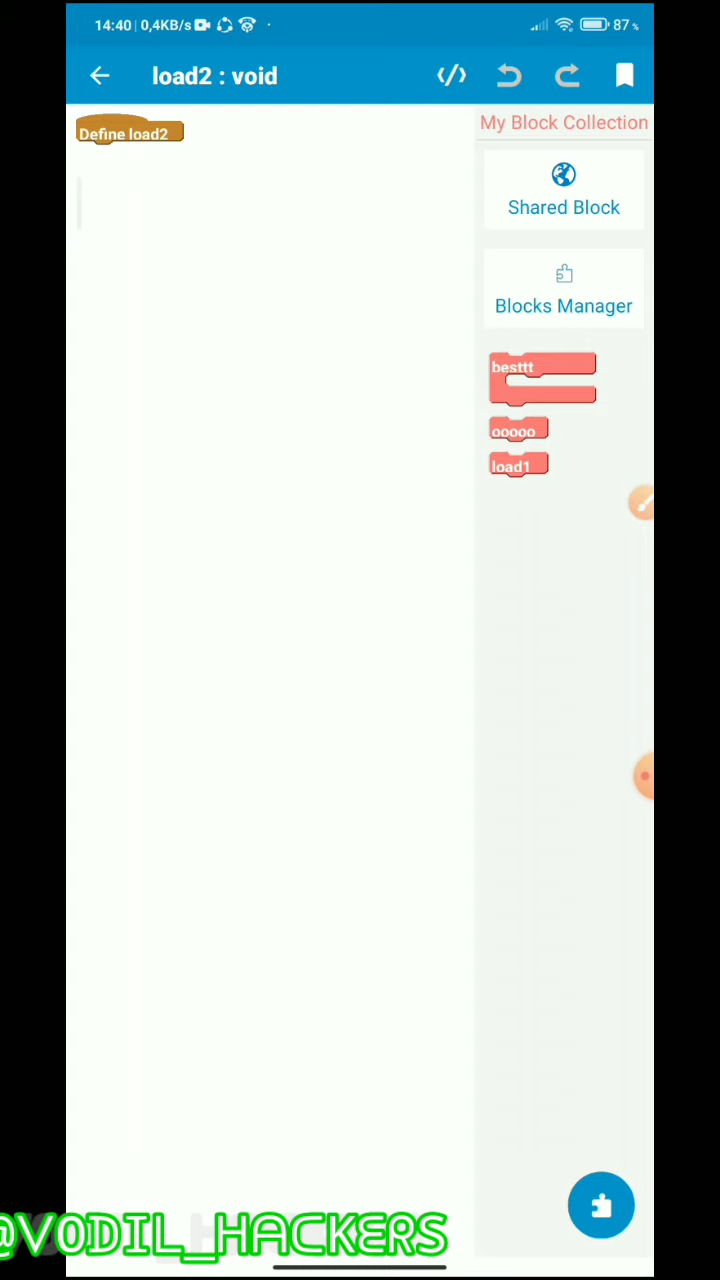 14:40 0,4KB/s 87 %
load2 : void
Define load2
My Block Collection
Shared Block
Blocks Manager
besttt
ooooo
load1
@VODIL_HACKERS